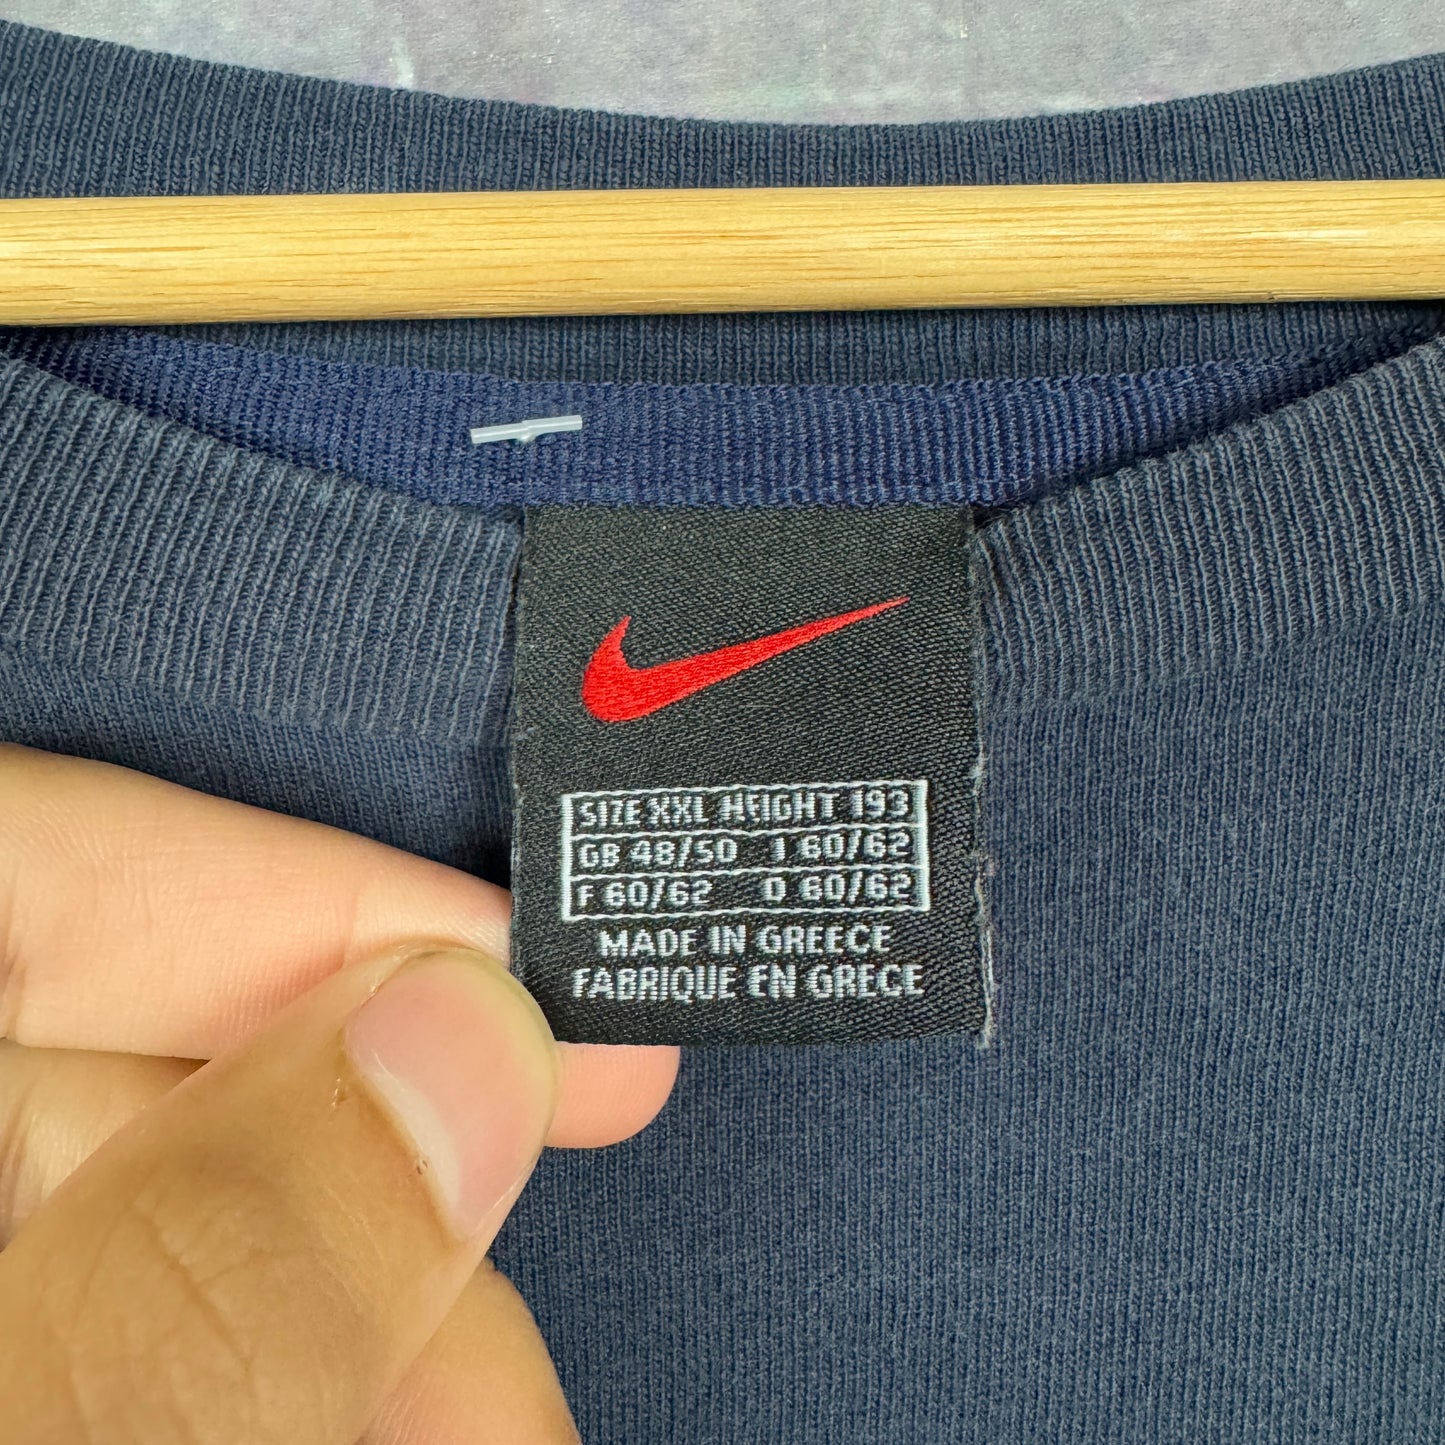 SIZE XXL HEIGHT 193
GB 48/50 I 60/62
F 60/62 D 60/62
MADE IN GREECE
FABRIQUE EN GRECE